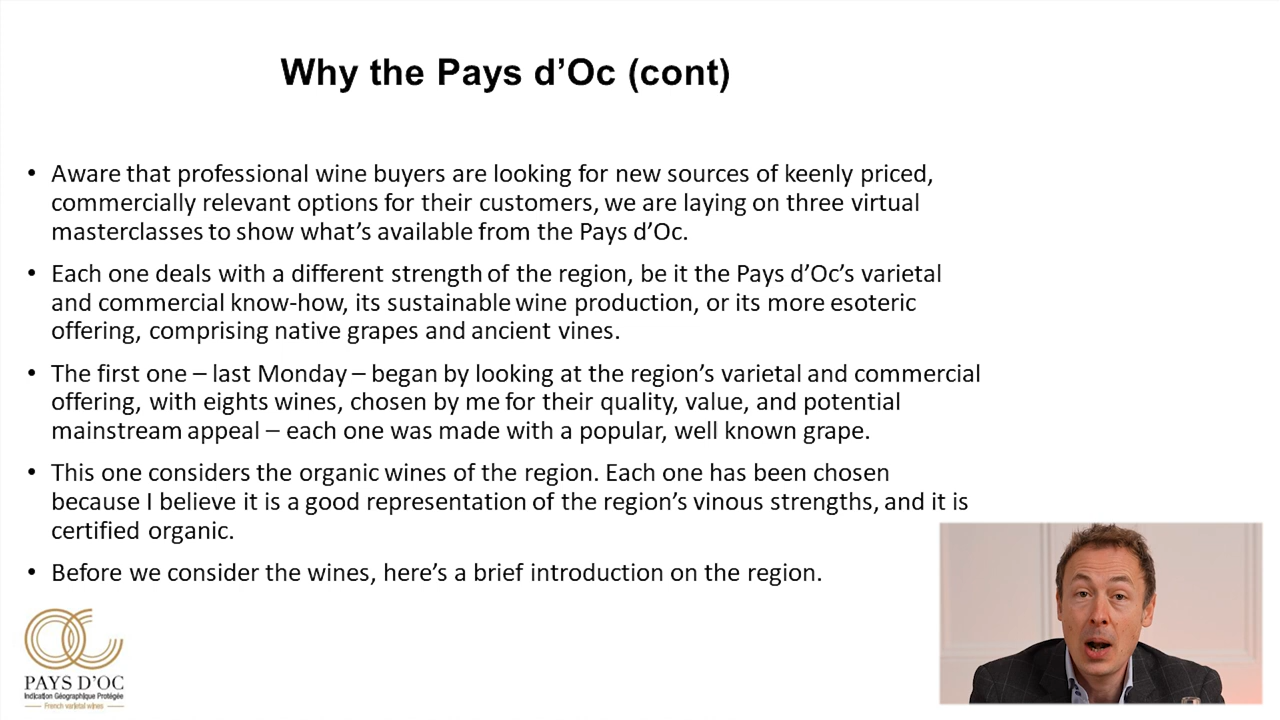 Why the Pays d’Oc (cont)
• Aware that professional wine buyers are looking for new sources of keenly priced,
commercially relevant options for their customers, we are laying on three virtual
masterclasses to show what’s available from the Pays d’Oc.
• Each one deals with a different strength of the region, be it the Pays d’Oc’s varietal
and commercial know-how, its sustainable wine production, or its more esoteric
offering, comprising native grapes and ancient vines.
• The first one – last Monday – began by looking at the region’s varietal and commercial
offering, with eights wines, chosen by me for their quality, value, and potential
mainstream appeal – each one was made with a popular, well known grape.
• This one considers the organic wines of the region. Each one has been chosen
because I believe it is a good representation of the region’s vinous strengths, and it is
certified organic.
• Before we consider the wines, here’s a brief introduction on the region.
PAYS D’OC
Indication Géographique Protégée
French varietal wines